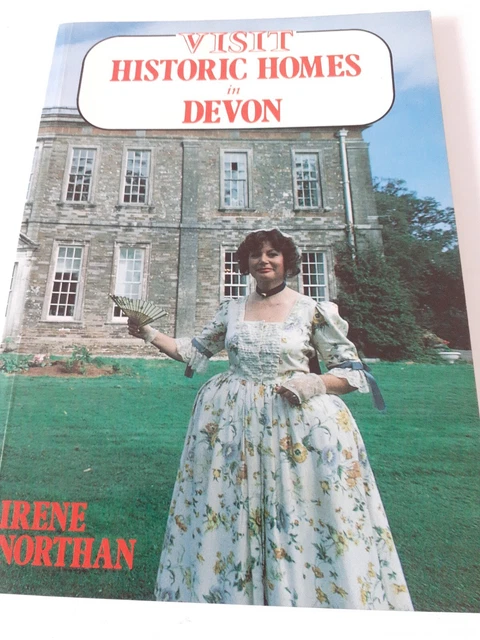 VISIT
HISTORIC HOMES
in
DEVON
IRENE
NORTHAN